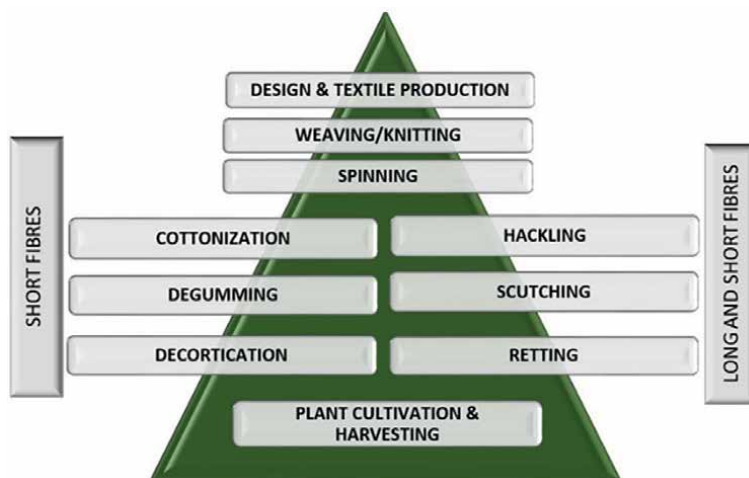 DESIGN & TEXTILE PRODUCTION
WEAVING/KNITTING
SPINNING
SHORT FIBRES
COTTONIZATION
HACKLING
DEGUMMING
SCUTCHING
DECORTICATION
RETTING
LONG AND SHORT FIBRES
PLANT CULTIVATION &
HARVESTING